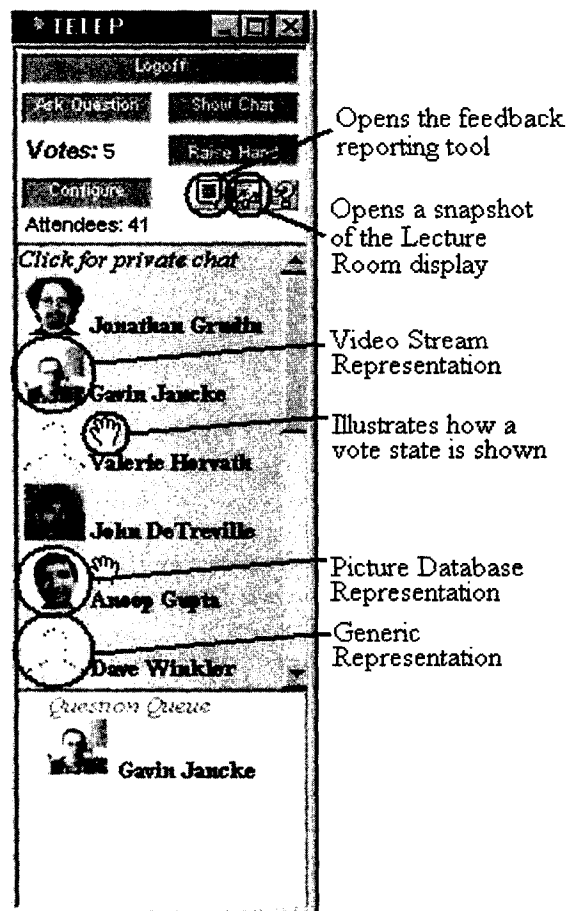 TELEP
Logoff
Ask Question
Show Chat
Votes: 5
Raise Hand
Configure
?
Attendees: 41
Click for private chat
Jonathan Grudin
Gavin Jancke
Valerie Horvath
John DeTreville
Anoop Gupta
Dave Winkler
Question Queue
Gavin Jancke
Opens the feedback
reporting tool
Opens a snapshot
of the Lecture
Room display
Video Stream
Representation
Illustrates how a
vote state is shown
Picture Database
Representation
Generic
Representation